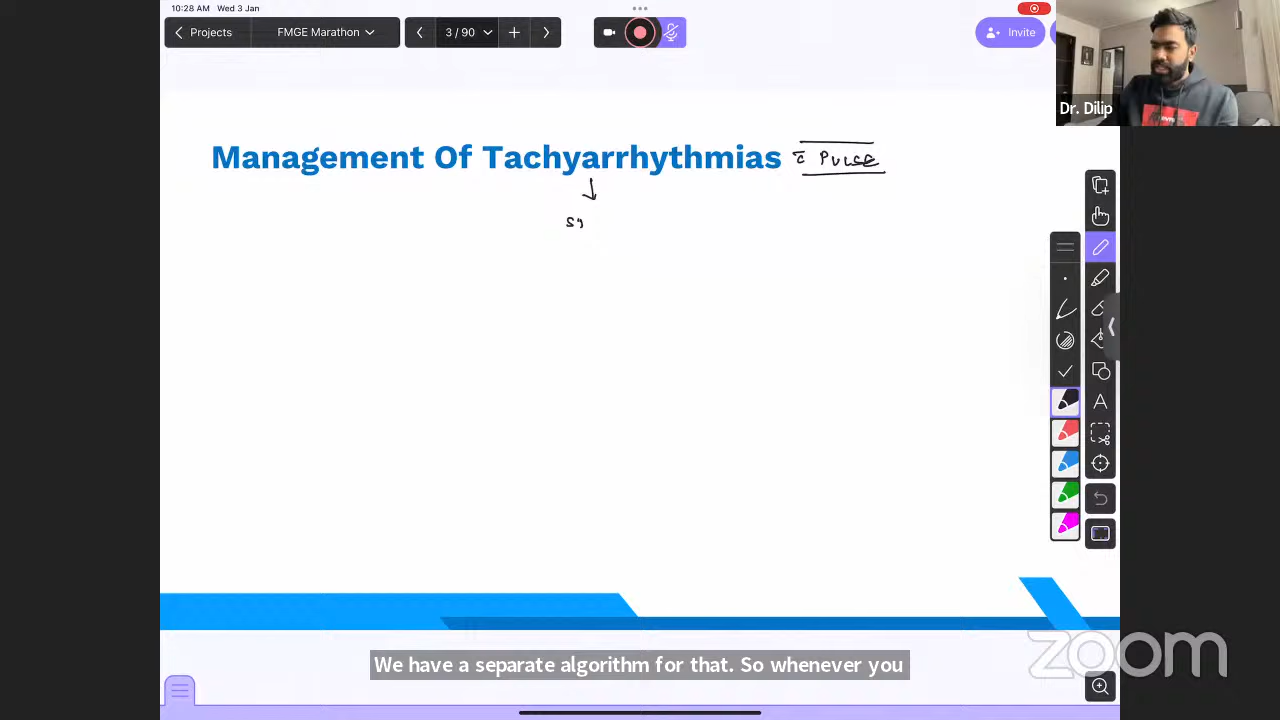 10:28 AM Wed 3 Jan
Projects
FMGE Marathon
3 / 90
Invite
Dr. Dilip
Management Of Tachyarrhythmias c̄ Pulse
sy
A
We have a separate algorithm for that. So whenever you
zoom